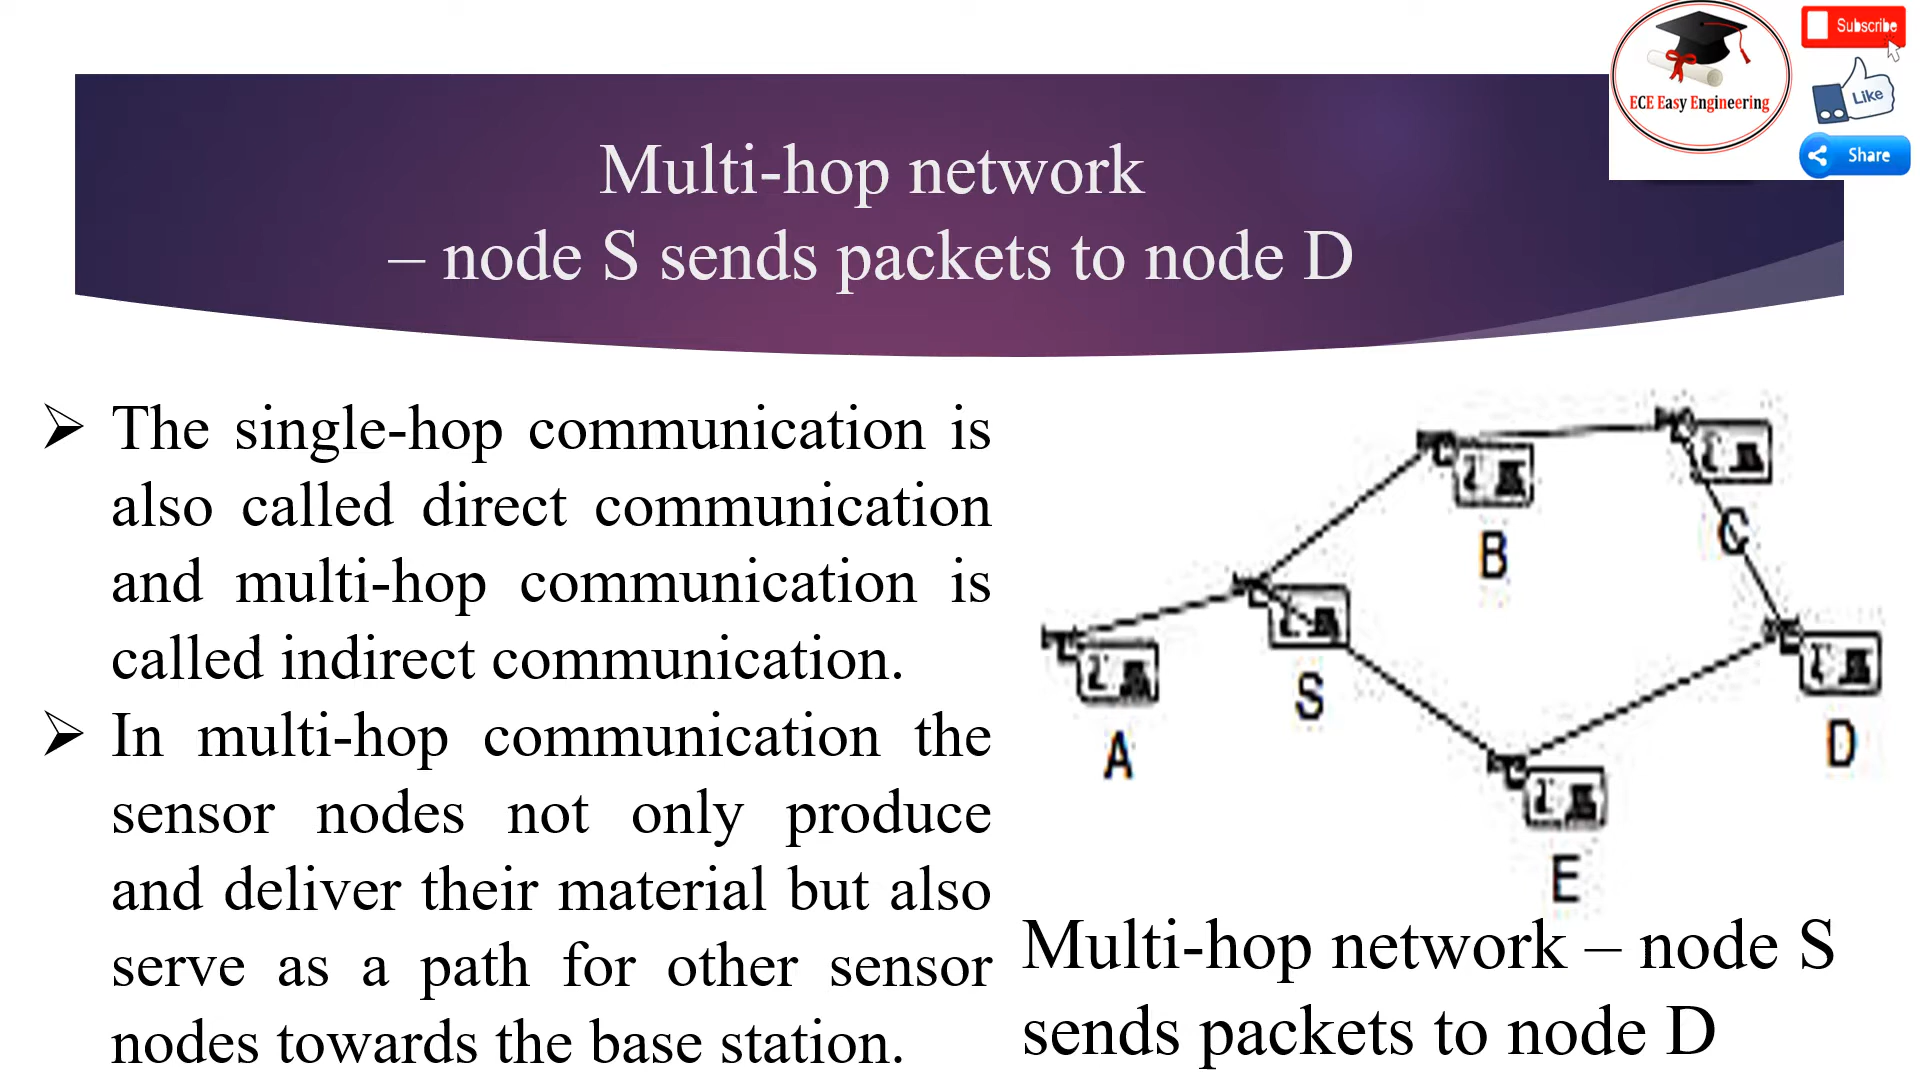 Subscribe
ECE Easy Engineering
Like
Share
Multi-hop network
– node S sends packets to node D
The single-hop communication is
also called direct communication
and multi-hop communication is
called indirect communication.
In multi-hop communication the
sensor nodes not only produce
and deliver their material but also
serve as a path for other sensor
nodes towards the base station.
B
C
S
A
D
E
Multi-hop network – node S
sends packets to node D